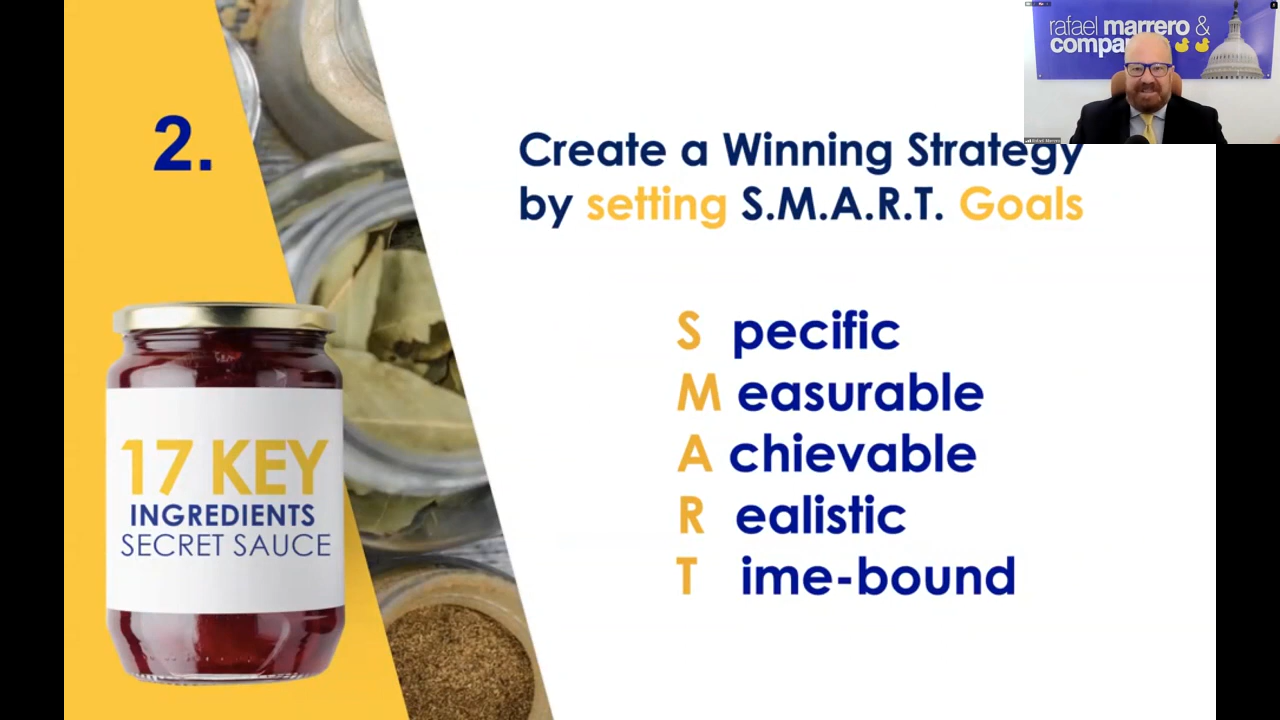 2.
Create a Winning Strategy
by setting S.M.A.R.T. Goals
S pecific
M easurable
A chievable
R ealistic
T ime-bound
17 KEY
INGREDIENTS
SECRET SAUCE
rafael marrero &